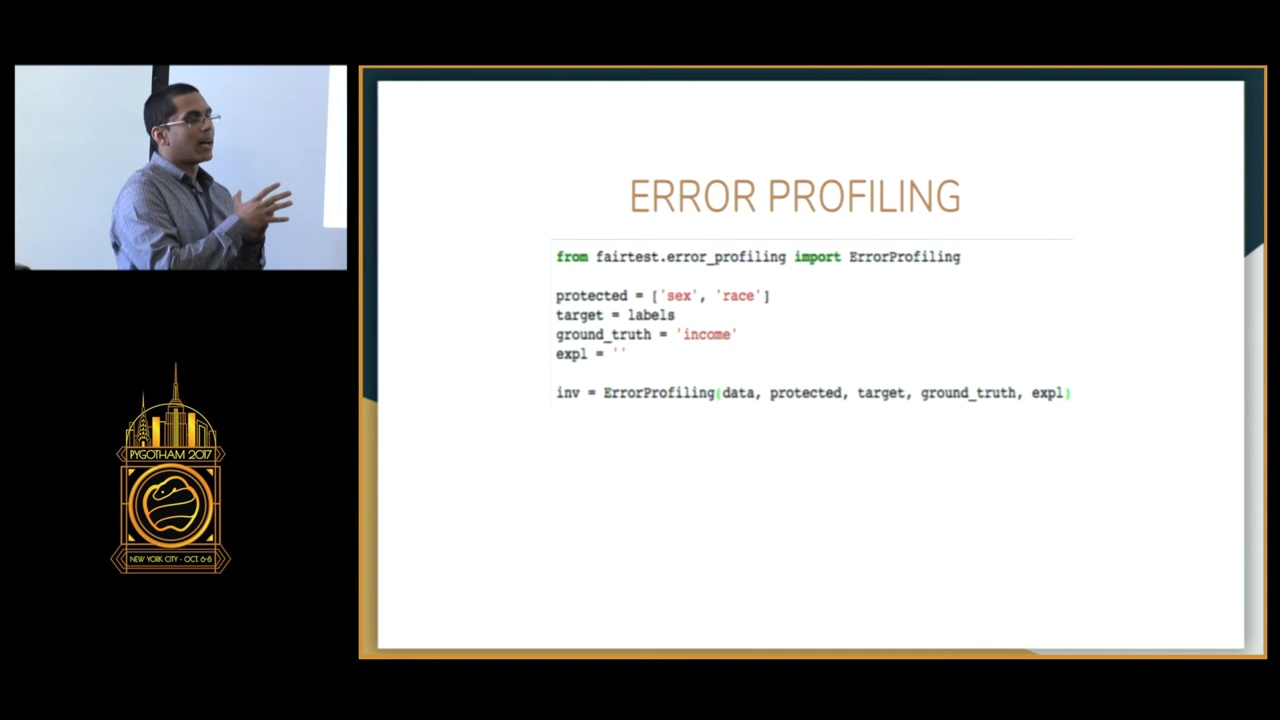 ERROR PROFILING
from fairtest.error_profiling import ErrorProfiling
protected = ['sex', 'race']
target = labels
ground_truth = 'income'
expl = ''
inv = ErrorProfiling(data, protected, target, ground_truth, expl)
PYGOTHAM 2017
NEW YORK CITY - OCT. 6-8